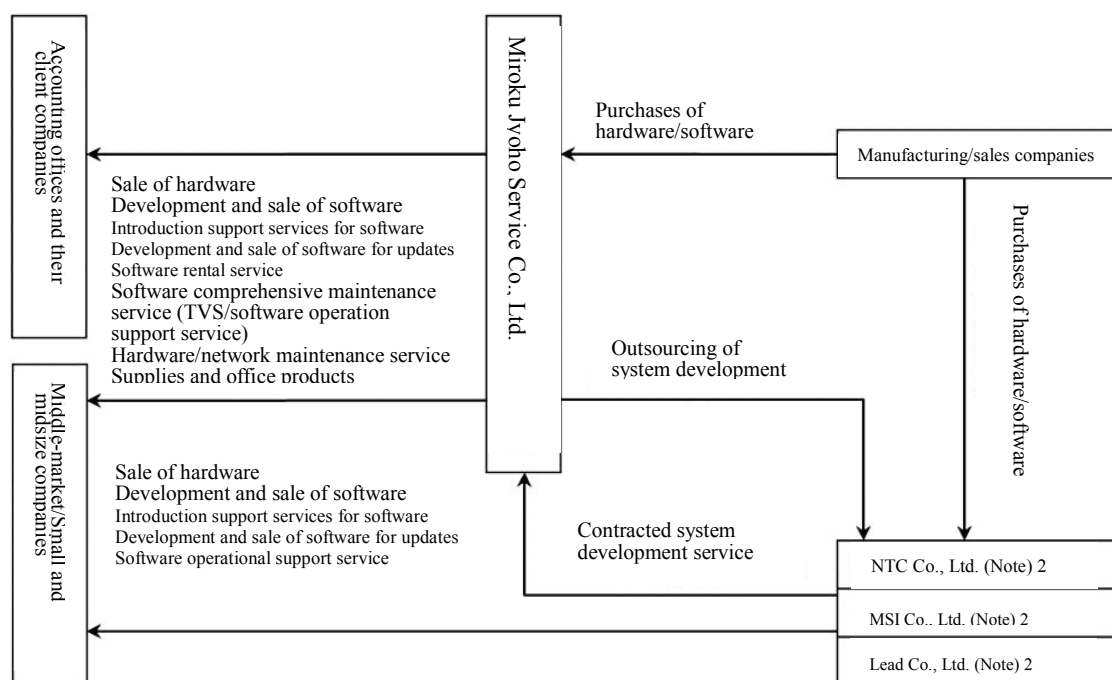 Accounting offices and their
client companies
Miroku Jyoho Service Co., Ltd.
Purchases of
hardware/software
Manufacturing/sales companies
Sale of hardware
Development and sale of software
Introduction support services for software
Development and sale of software for updates
Software rental service
Software comprehensive maintenance
service (TVS/software operation
support service)
Hardware/network maintenance service
Supplies and office products
Purchases of hardware/software
Outsourcing of
system development
Middle-market/Small and
midsize companies
Sale of hardware
Development and sale of software
Introduction support services for software
Development and sale of software for updates
Software operational support service
Contracted system
development service
NTC Co., Ltd. (Note) 2
MSI Co., Ltd. (Note) 2
Lead Co., Ltd. (Note) 2